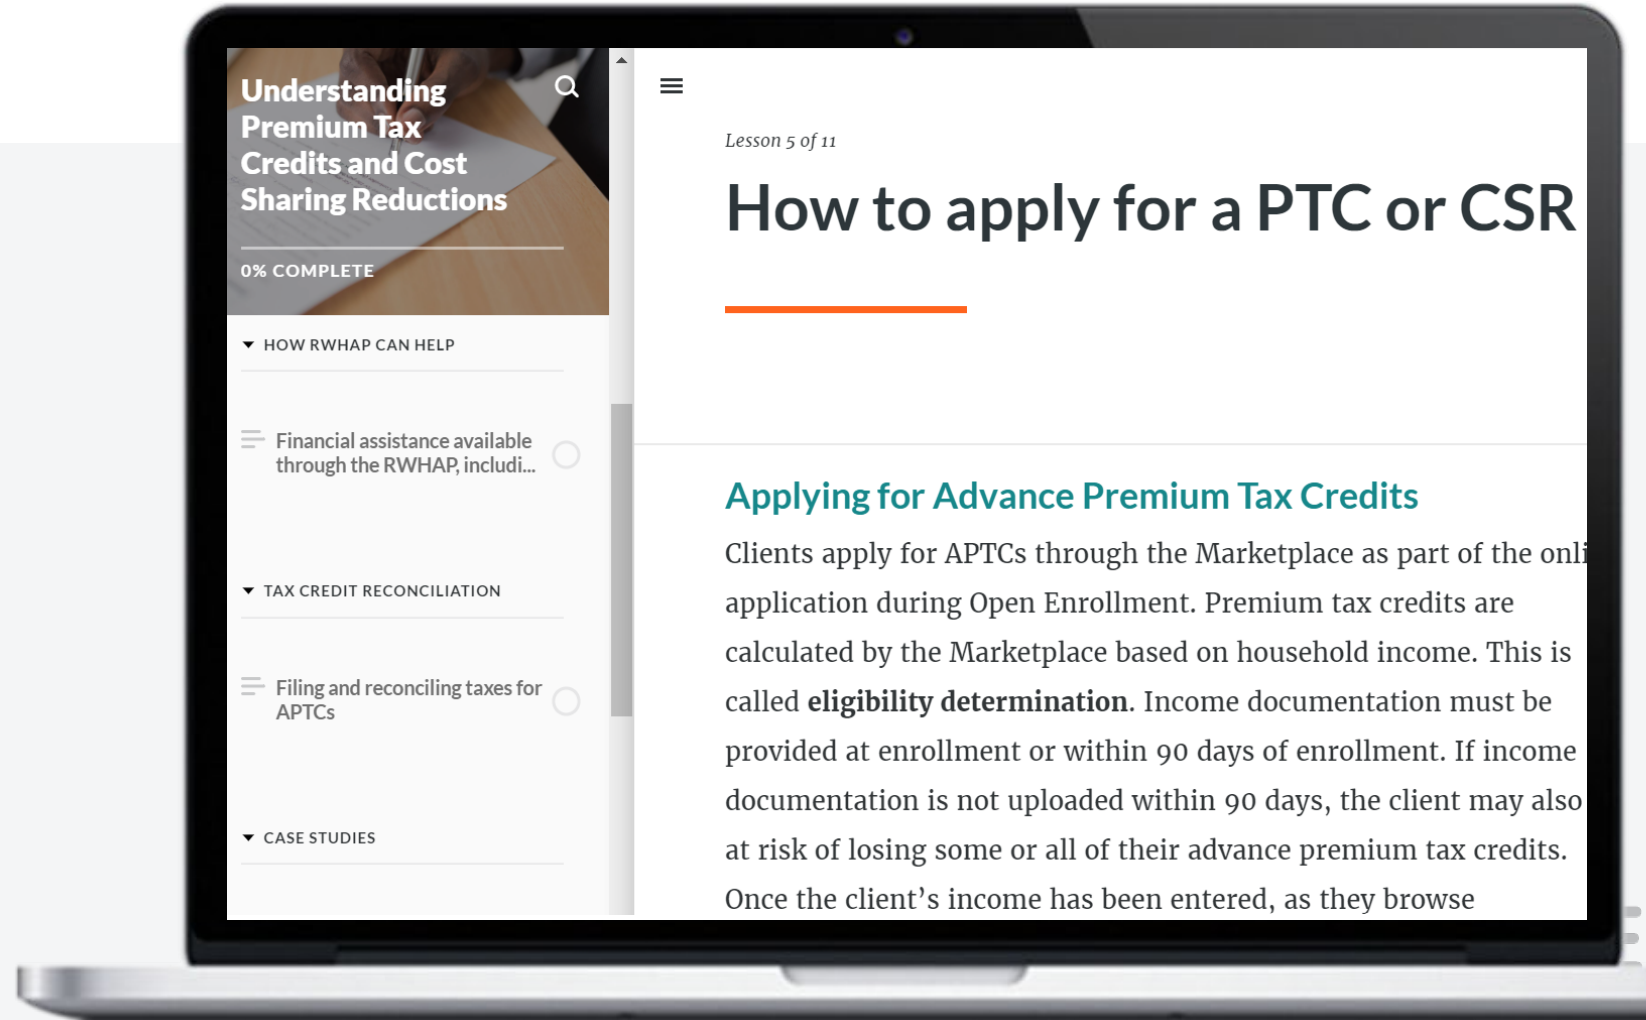 Understanding
Premium Tax
Credits and Cost
Sharing Reductions
0% COMPLETE
HOW RWHAP CAN HELP
Financial assistance available
through the RWHAP, includi...
TAX CREDIT RECONCILIATION
Filing and reconciling taxes for
APTCs
CASE STUDIES
Lesson 5 of 11
How to apply for a PTC or CSR
Applying for Advance Premium Tax Credits
Clients apply for APTCs through the Marketplace as part of the onli
application during Open Enrollment. Premium tax credits are
calculated by the Marketplace based on household income. This is
called eligibility determination. Income documentation must be
provided at enrollment or within 90 days of enrollment. If income
documentation is not uploaded within 90 days, the client may also
at risk of losing some or all of their advance premium tax credits.
Once the client’s income has been entered, as they browse